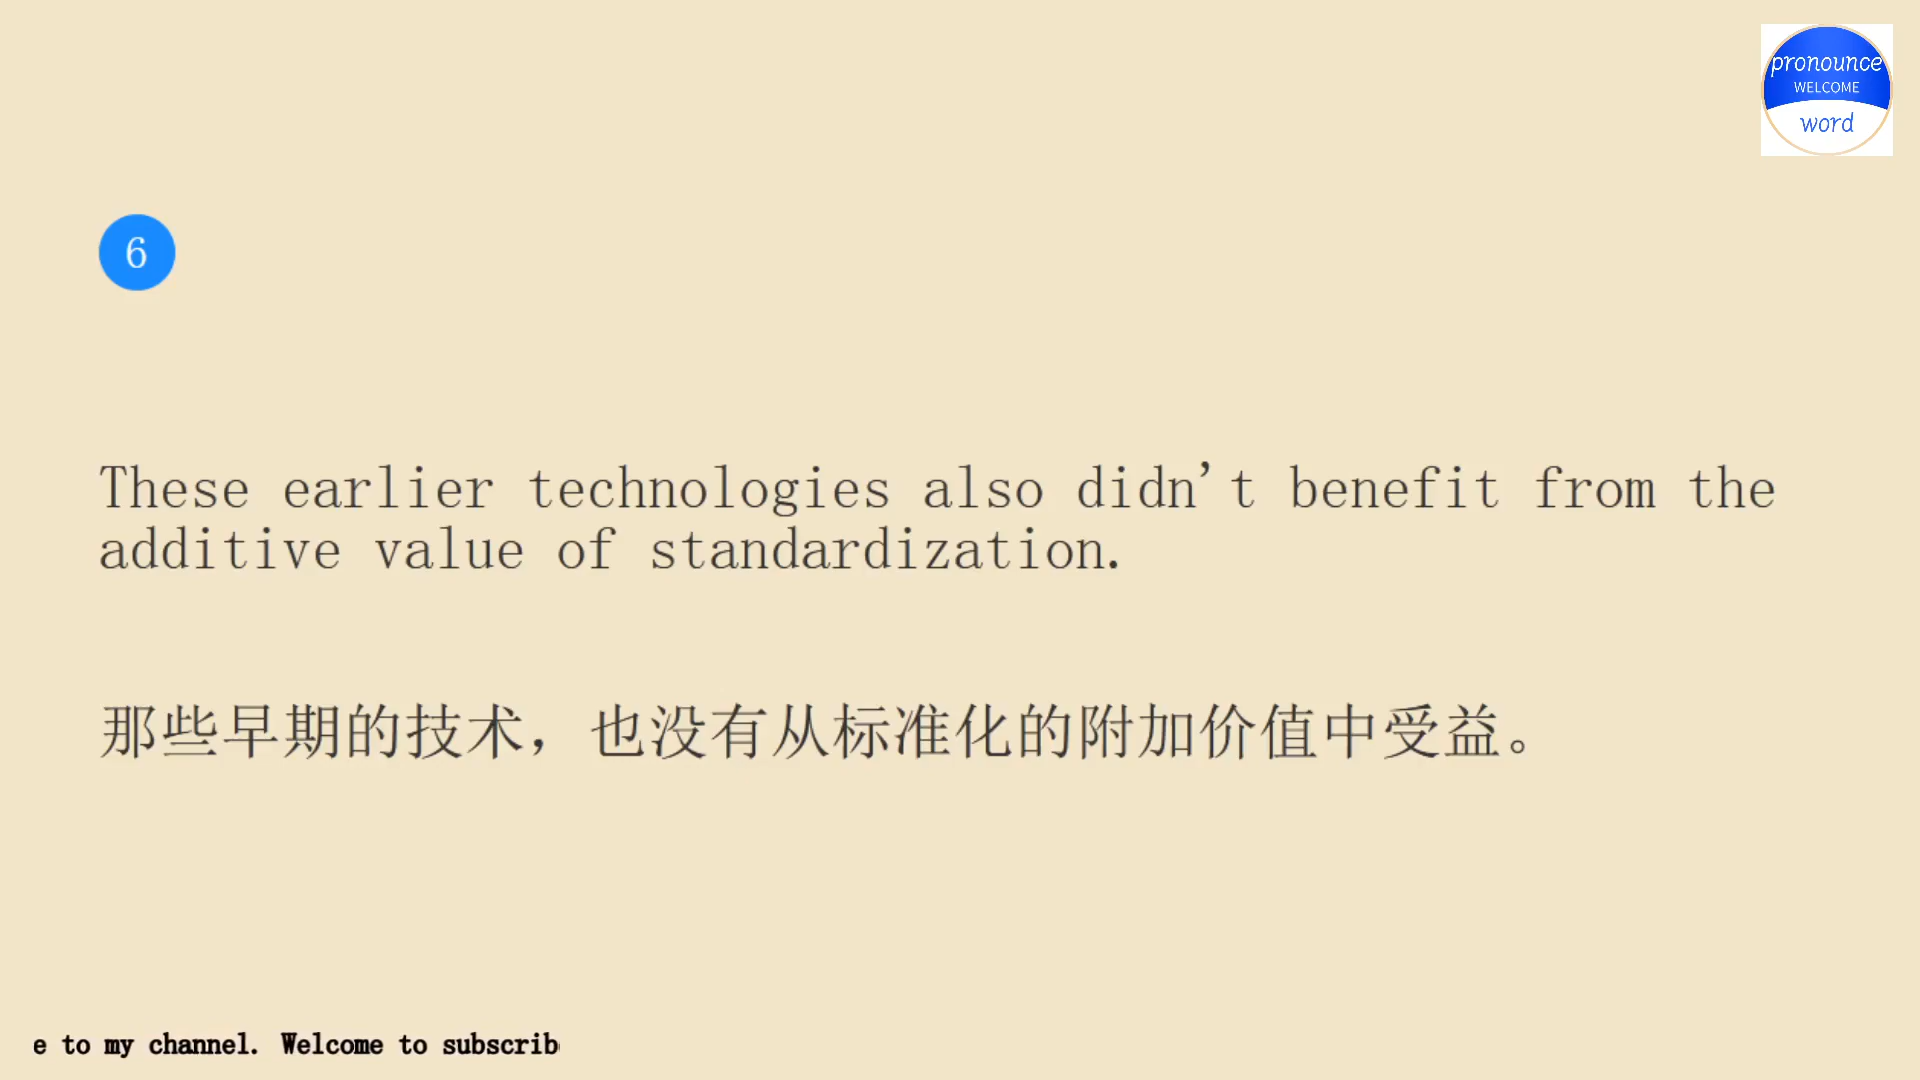 pronounce
WELCOME
word
6
These earlier technologies also didn't benefit from the
additive value of standardization.
那些早期的技术，也没有从标准化的附加价值中受益。
e to my channel. Welcome to subscrib